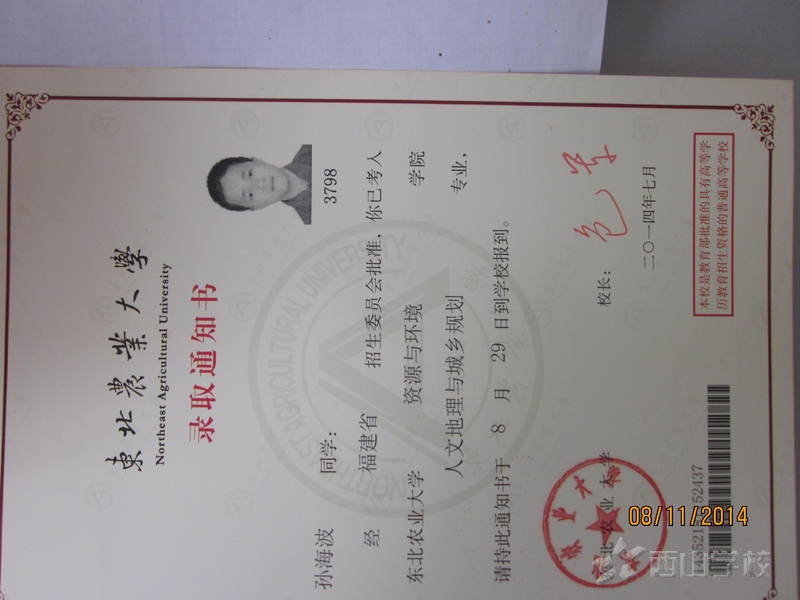 東北農業大學
Northeast Agricultural University
录取通知书
3798
孙海波 同学：
经 福建省 招生委员会批准，你已考入
东北农业大学 资源与环境 学院
人文地理与城乡规划 专业，
请持此通知书于 8 月 29 日到学校报到。
校长：
东北农业大学
二〇一四年七月
本校是教育部批准的具有高等学
历教育招生资格的普通高等学校
08/11/2014
西山学校